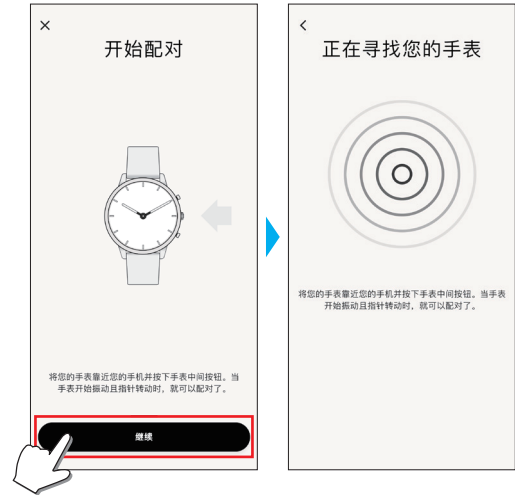 开始配对
将您的手表靠近您的手机并按下手表中间按钮。当
手表开始振动且指针转动时，就可以配对了。
继续
正在寻找您的手表
将您的手表靠近您的手机并按下手表中间按钮。当手表
开始振动且指针转动时，就可以配对了。